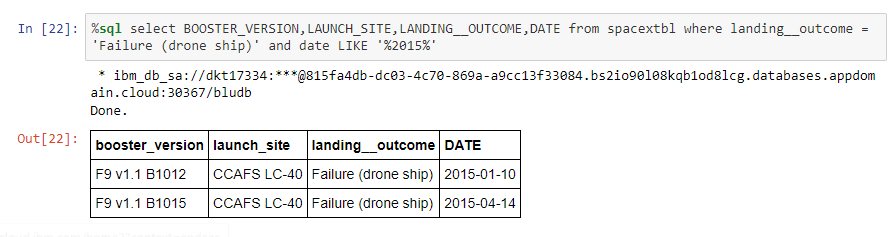 In [22]: %sql select BOOSTER_VERSION,LAUNCH_SITE,LANDING__OUTCOME,DATE from spacextbl where landing__outcome =
'Failure (drone ship)' and date LIKE '%2015%'
* ibm_db_sa://dkt17334:***@815fa4db-dc03-4c70-869a-a9cc13f33084.bs2io90l08kqb1od8lcg.databases.appdom
ain.cloud:30367/bludb
Done.
Out[22]:
booster_version launch_site landing__outcome DATE
F9 v1.1 B1012 CCAFS LC-40 Failure (drone ship) 2015-01-10
F9 v1.1 B1015 CCAFS LC-40 Failure (drone ship) 2015-04-14